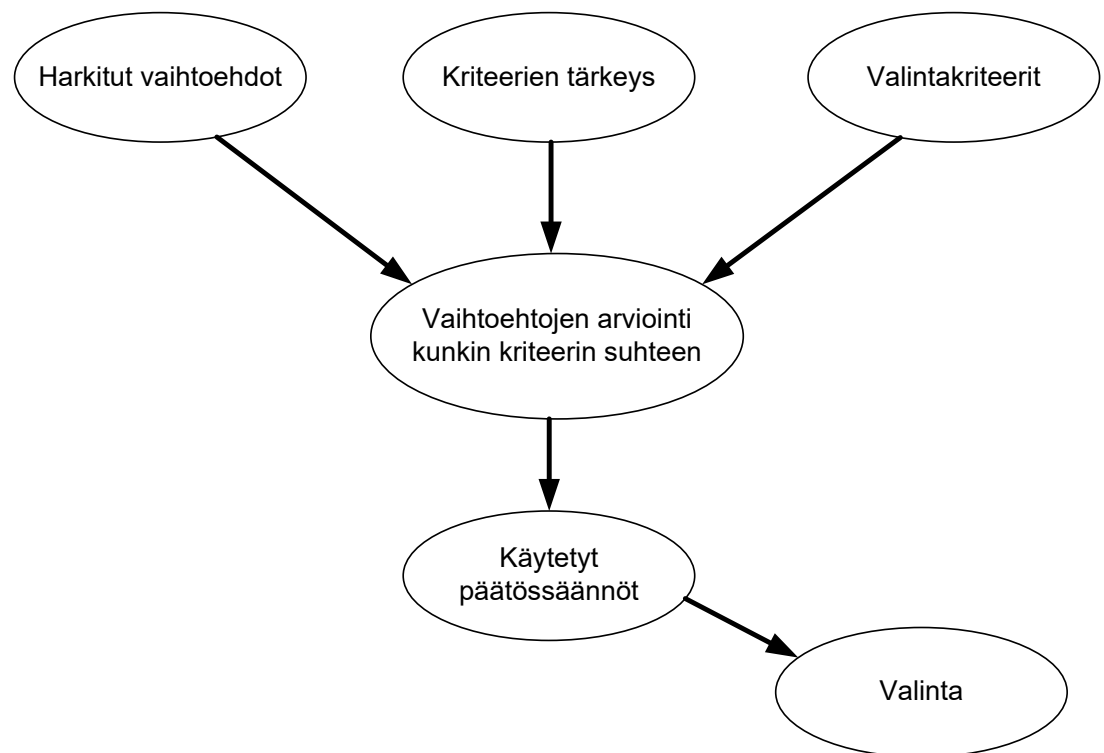 Harkitut vaihtoehdot
Kriteerien tärkeys
Valintakriteerit
Vaihtoehtojen arviointi
kunkin kriteerin suhteen
Käytetyt
päätössäännöt
Valinta